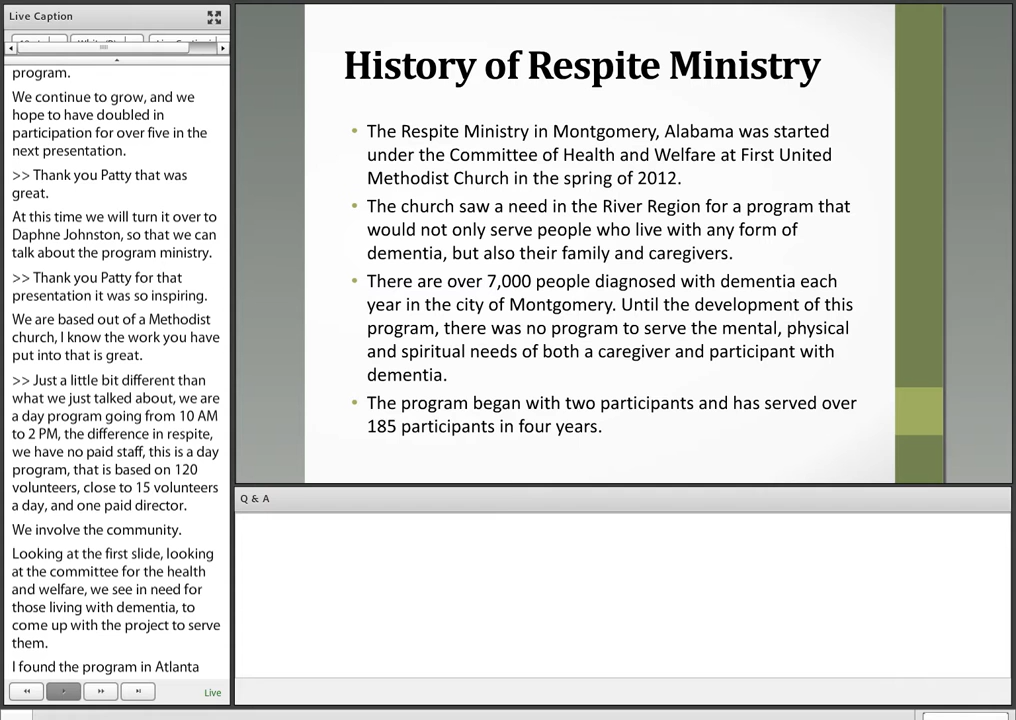 Live Caption
program.
We continue to grow, and we
hope to have doubled in
participation for over five in the
next presentation.
>> Thank you Patty that was
great.
At this time we will turn it over to
Daphne Johnston, so that we can
talk about the program ministry.
>> Thank you Patty for that
presentation it was so inspiring.
We are based out of a Methodist
church, I know the work you have
put into that is great.
>> Just a little bit different than
what we just talked about, we are
a day program going from 10 AM
to 2 PM, the difference in respite,
we have no paid staff, this is a day
program, that is based on 120
volunteers, close to 15 volunteers
a day, and one paid director.
We involve the community.
Looking at the first slide, looking
at the committee for the health
and welfare, we see in need for
those living with dementia, to
come up with the project to serve
them.
I found the program in Atlanta
Live
History of Respite Ministry
• The Respite Ministry in Montgomery, Alabama was started
under the Committee of Health and Welfare at First United
Methodist Church in the spring of 2012.
• The church saw a need in the River Region for a program that
would not only serve people who live with any form of
dementia, but also their family and caregivers.
• There are over 7,000 people diagnosed with dementia each
year in the city of Montgomery. Until the development of this
program, there was no program to serve the mental, physical
and spiritual needs of both a caregiver and participant with
dementia.
• The program began with two participants and has served over
185 participants in four years.
Q & A